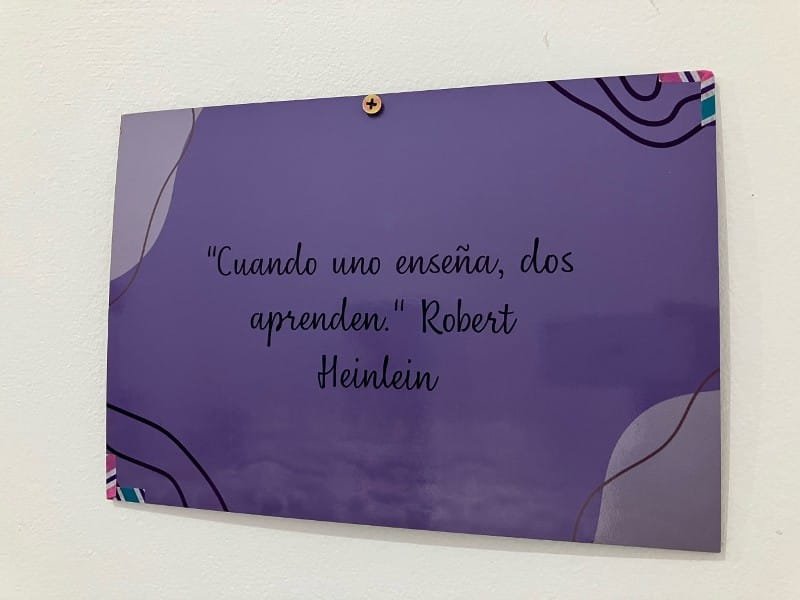 "Cuando uno enseña, dos
aprenden." Robert
Heinlein